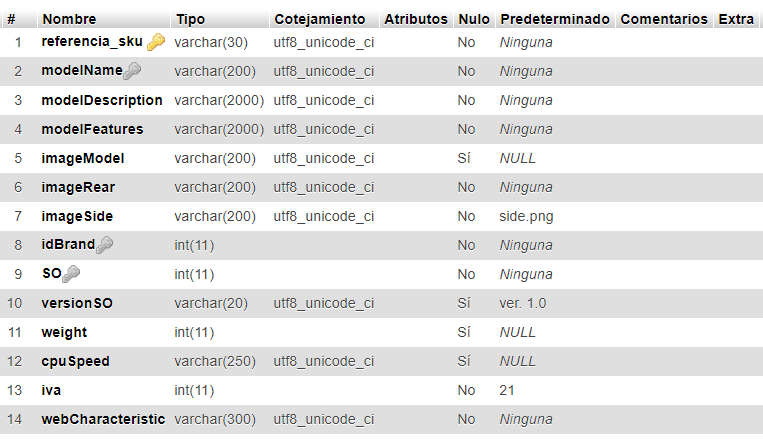 # Nombre Tipo Cotejamiento Atributos Nulo Predeterminado Comentarios Extra
1 referencia_sku varchar(30) utf8_unicode_ci No Ninguna
2 modelName varchar(200) utf8_unicode_ci No Ninguna
3 modelDescription varchar(2000) utf8_unicode_ci No Ninguna
4 modelFeatures varchar(2000) utf8_unicode_ci No Ninguna
5 imageModel varchar(200) utf8_unicode_ci Sí NULL
6 imageRear varchar(200) utf8_unicode_ci No Ninguna
7 imageSide varchar(200) utf8_unicode_ci No side.png
8 idBrand int(11) No Ninguna
9 SO int(11) No Ninguna
10 versionSO varchar(20) utf8_unicode_ci Sí ver. 1.0
11 weight int(11) Sí NULL
12 cpuSpeed varchar(250) utf8_unicode_ci Sí NULL
13 iva int(11) No 21
14 webCharacteristic varchar(300) utf8_unicode_ci No Ninguna